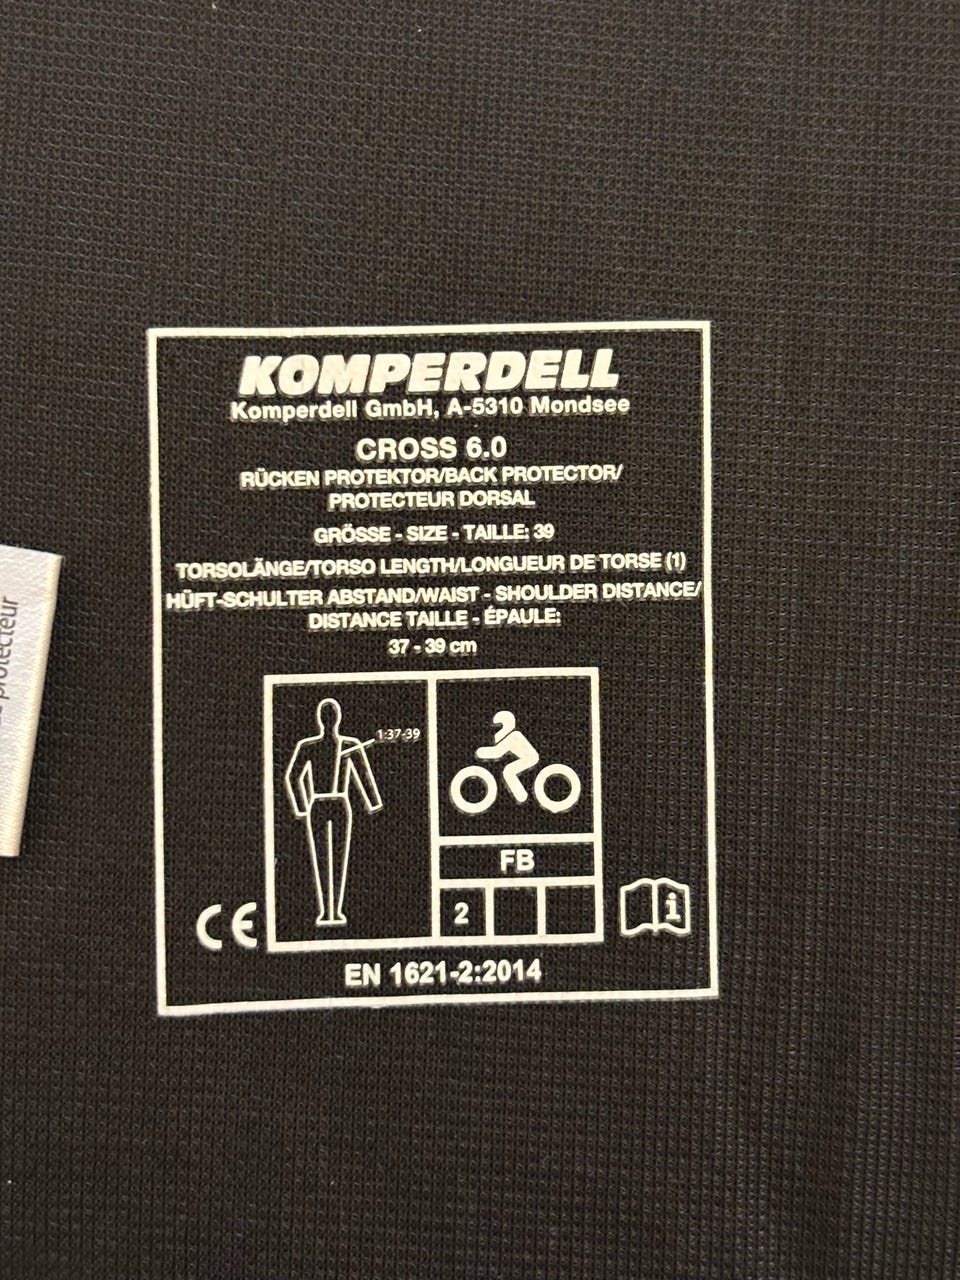 KOMPERDELL
Komperdell GmbH, A-5310 Mondsee
CROSS 6.0
RÜCKEN PROTEKTOR/BACK PROTECTOR/
PROTECTEUR DORSAL
GRÖSSE - SIZE - TAILLE: 39
TORSOLÄNGE/TORSO LENGTH/LONGUEUR DE TORSE (1)
HÜFT-SCHULTER ABSTAND/WAIST - SHOULDER DISTANCE/
DISTANCE TAILLE - ÉPAULE:
37 - 39 cm
1:37-39
FB
2
CE
i
EN 1621-2:2014
protecteur